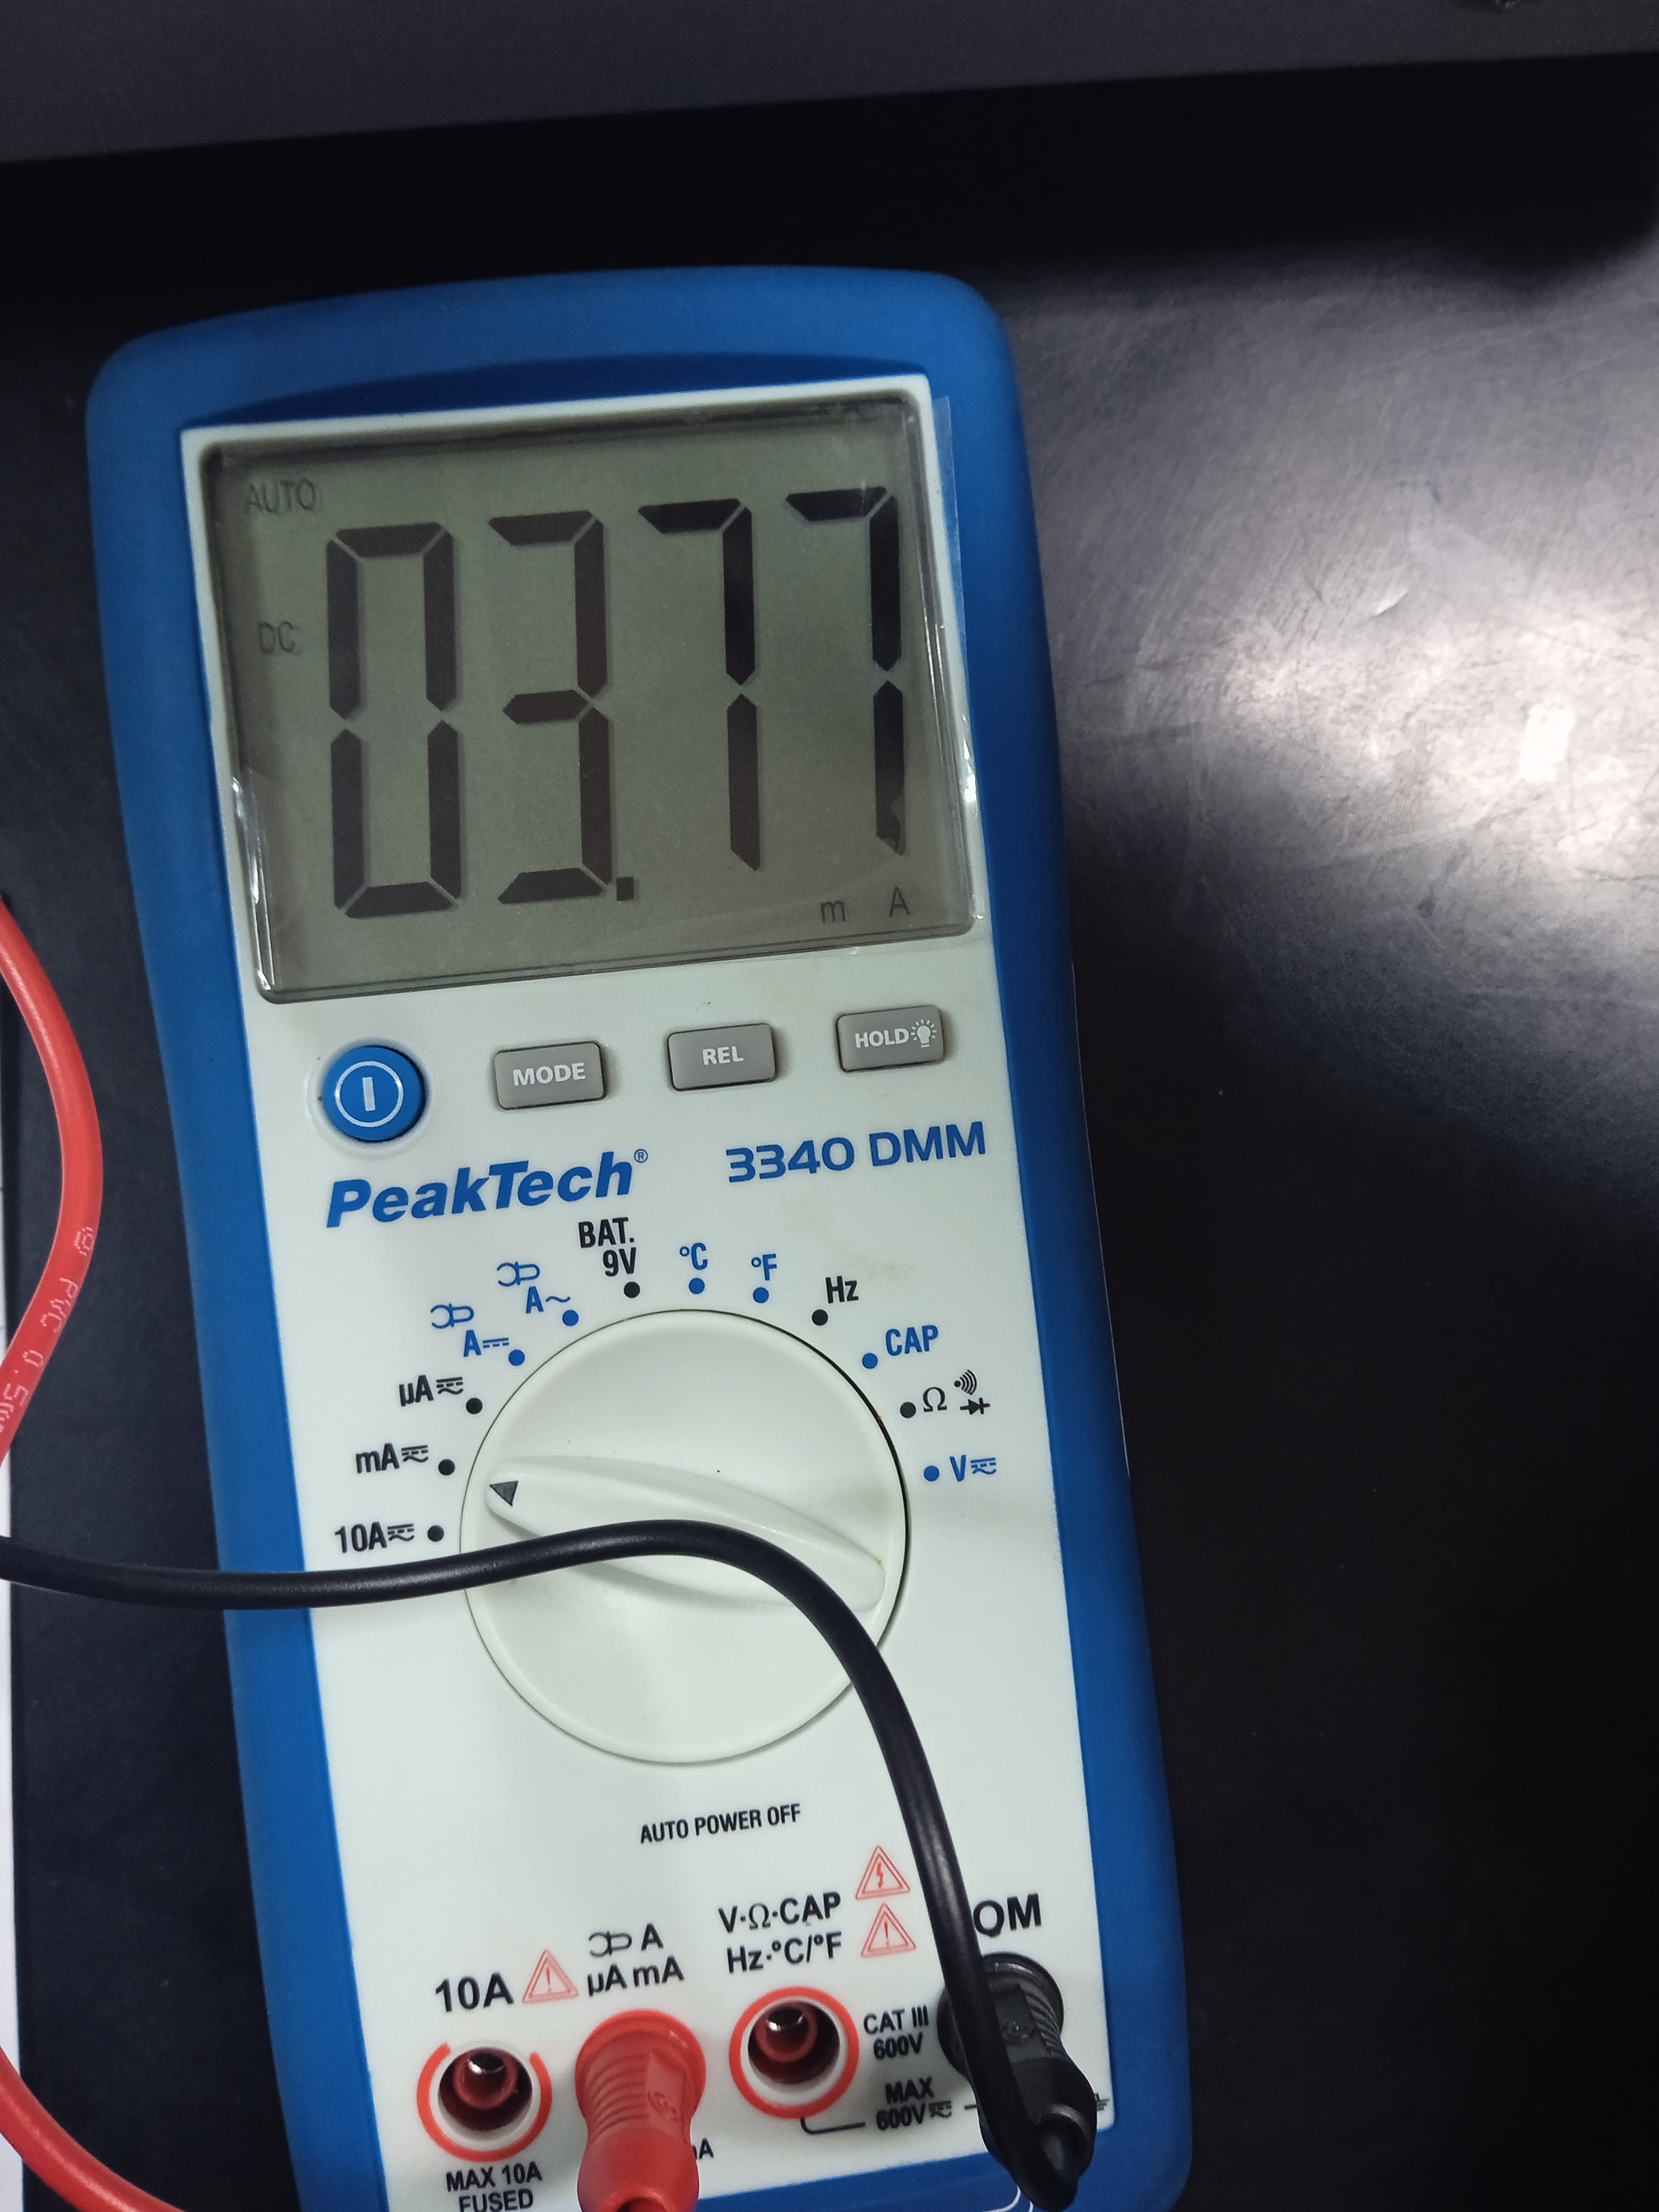 AUTO
DC
03.77
m A
MODE
REL
HOLD
PeakTech®
3340 DMM
BAT.
9V
°C
°F
Hz
A~
A
CAP
µA
Ω
mA
V
10A
AUTO POWER OFF
10A
A
µA mA
V·Ω·CAP
Hz·°C/°F
OM
CAT III
600V
MAX
600V
MAX 10A
FUSED